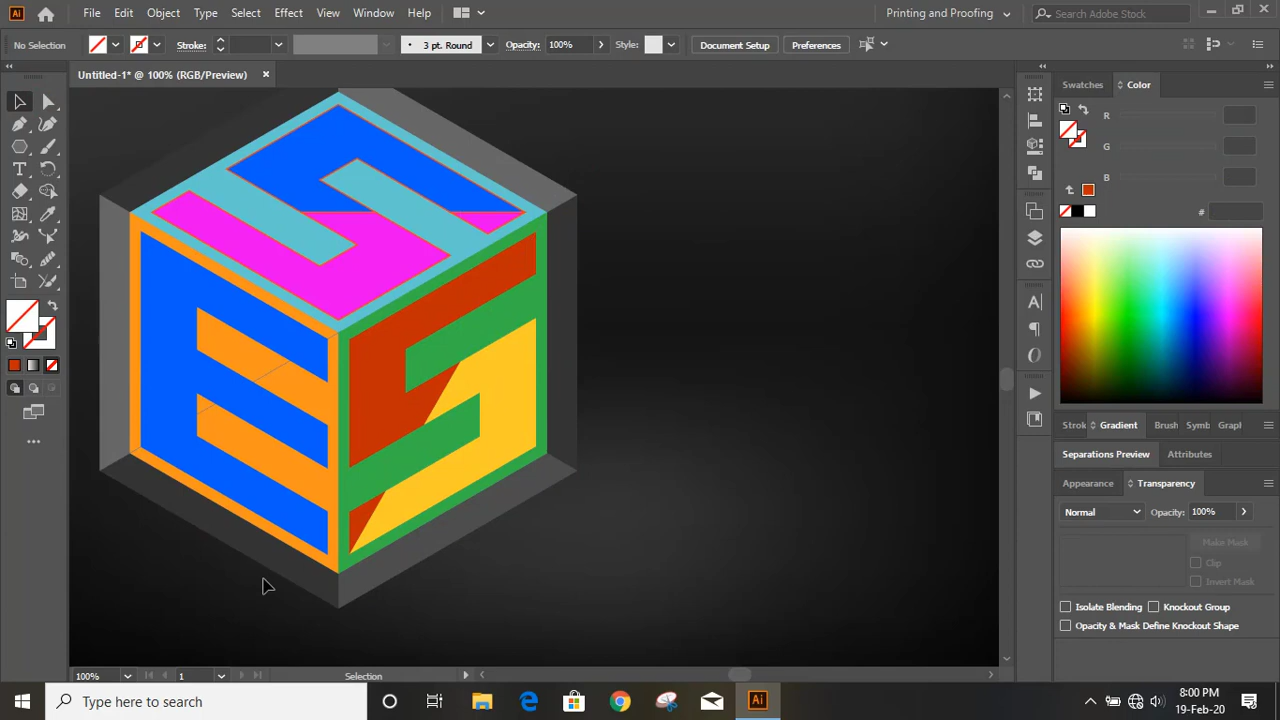 Ai File Edit Object Type Select Effect View Window Help Printing and Proofing Search Adobe Stock
No Selection Stroke: 3 pt. Round Opacity: 100% Style: Document Setup Preferences
Untitled-1* @ 100% (RGB/Preview)
Swatches Color
R
G
B
#
S
E S
Strok Gradient Brush Symb Graph
Separations Preview Attributes
Appearance Transparency
Normal Opacity: 100%
Make Mask
Clip
Invert Mask
Isolate Blending Knockout Group
Opacity & Mask Define Knockout Shape
100% 1 Selection
Type here to search
Ai
8:00 PM
19-Feb-20